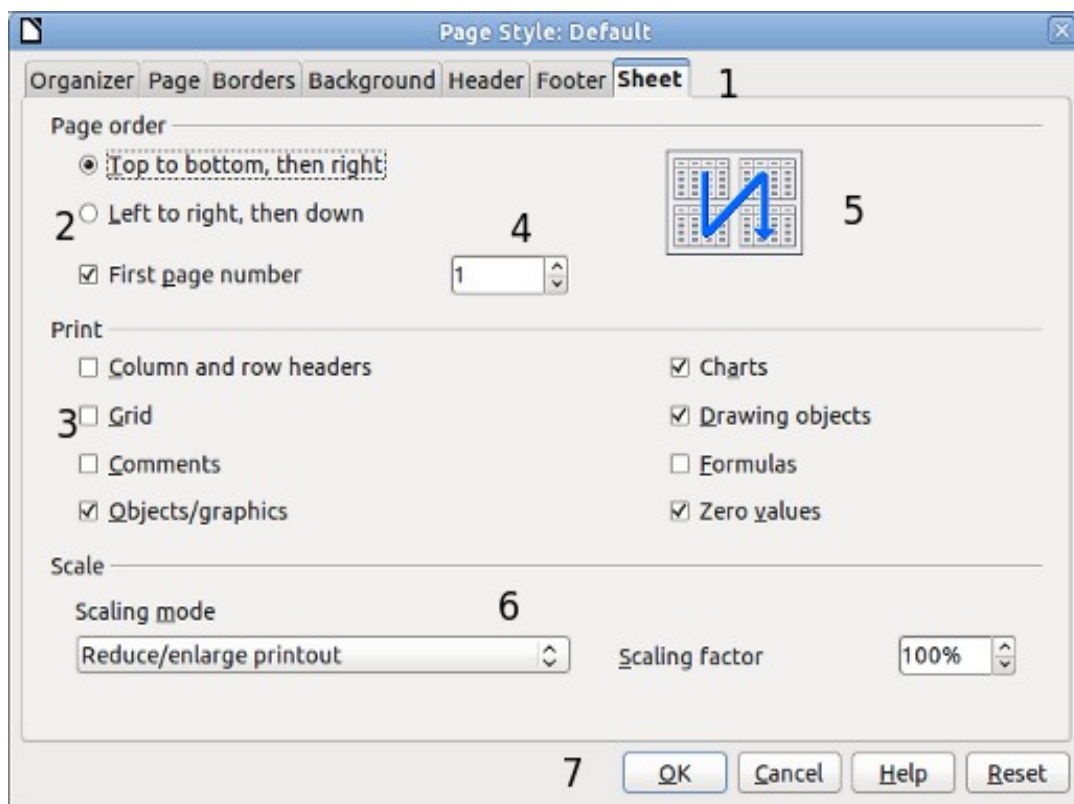 Page Style: Default
Organizer Page Borders Background Header Footer Sheet 1
Page order
Top to bottom, then right
2 Left to right, then down 4 5
First page number 1
Print
Column and row headers Charts
3 Grid Drawing objects
Comments Formulas
Objects/graphics Zero values
Scale
Scaling mode 6
Reduce/enlarge printout Scaling factor 100%
7 OK Cancel Help Reset